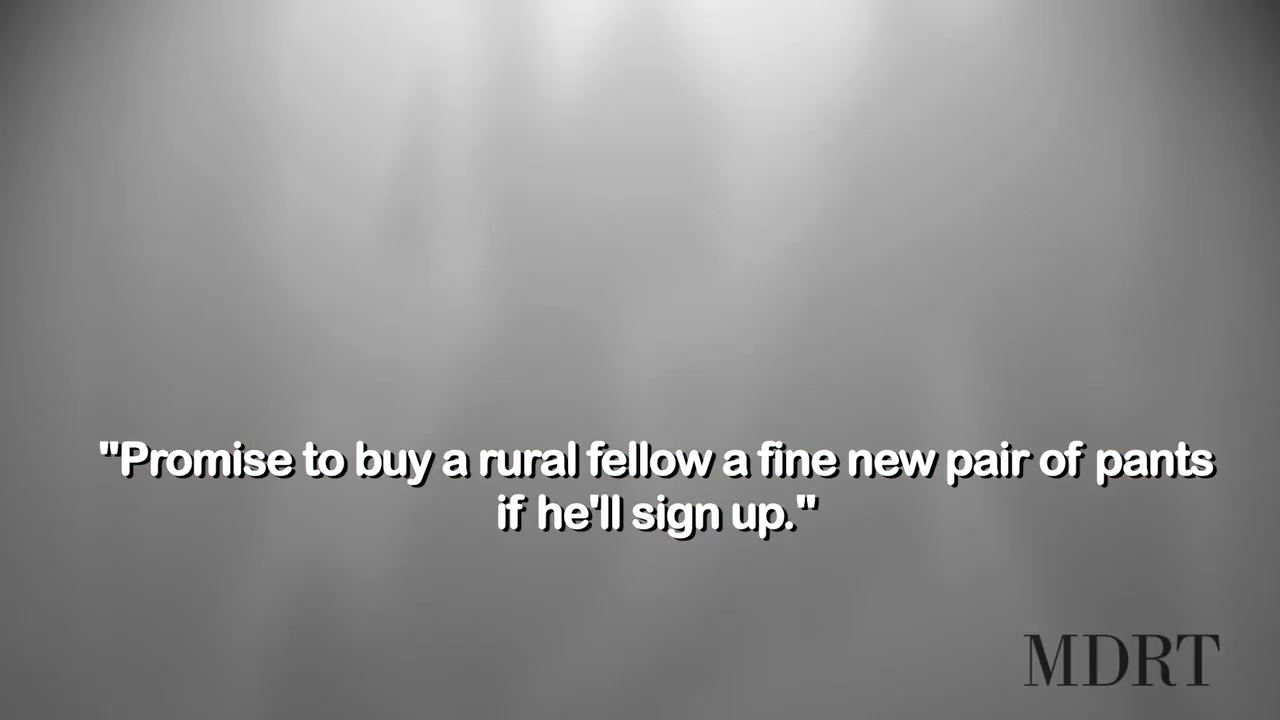 "Promise to buy a rural fellow a fine new pair of pants
if he'll sign up."
MDRT